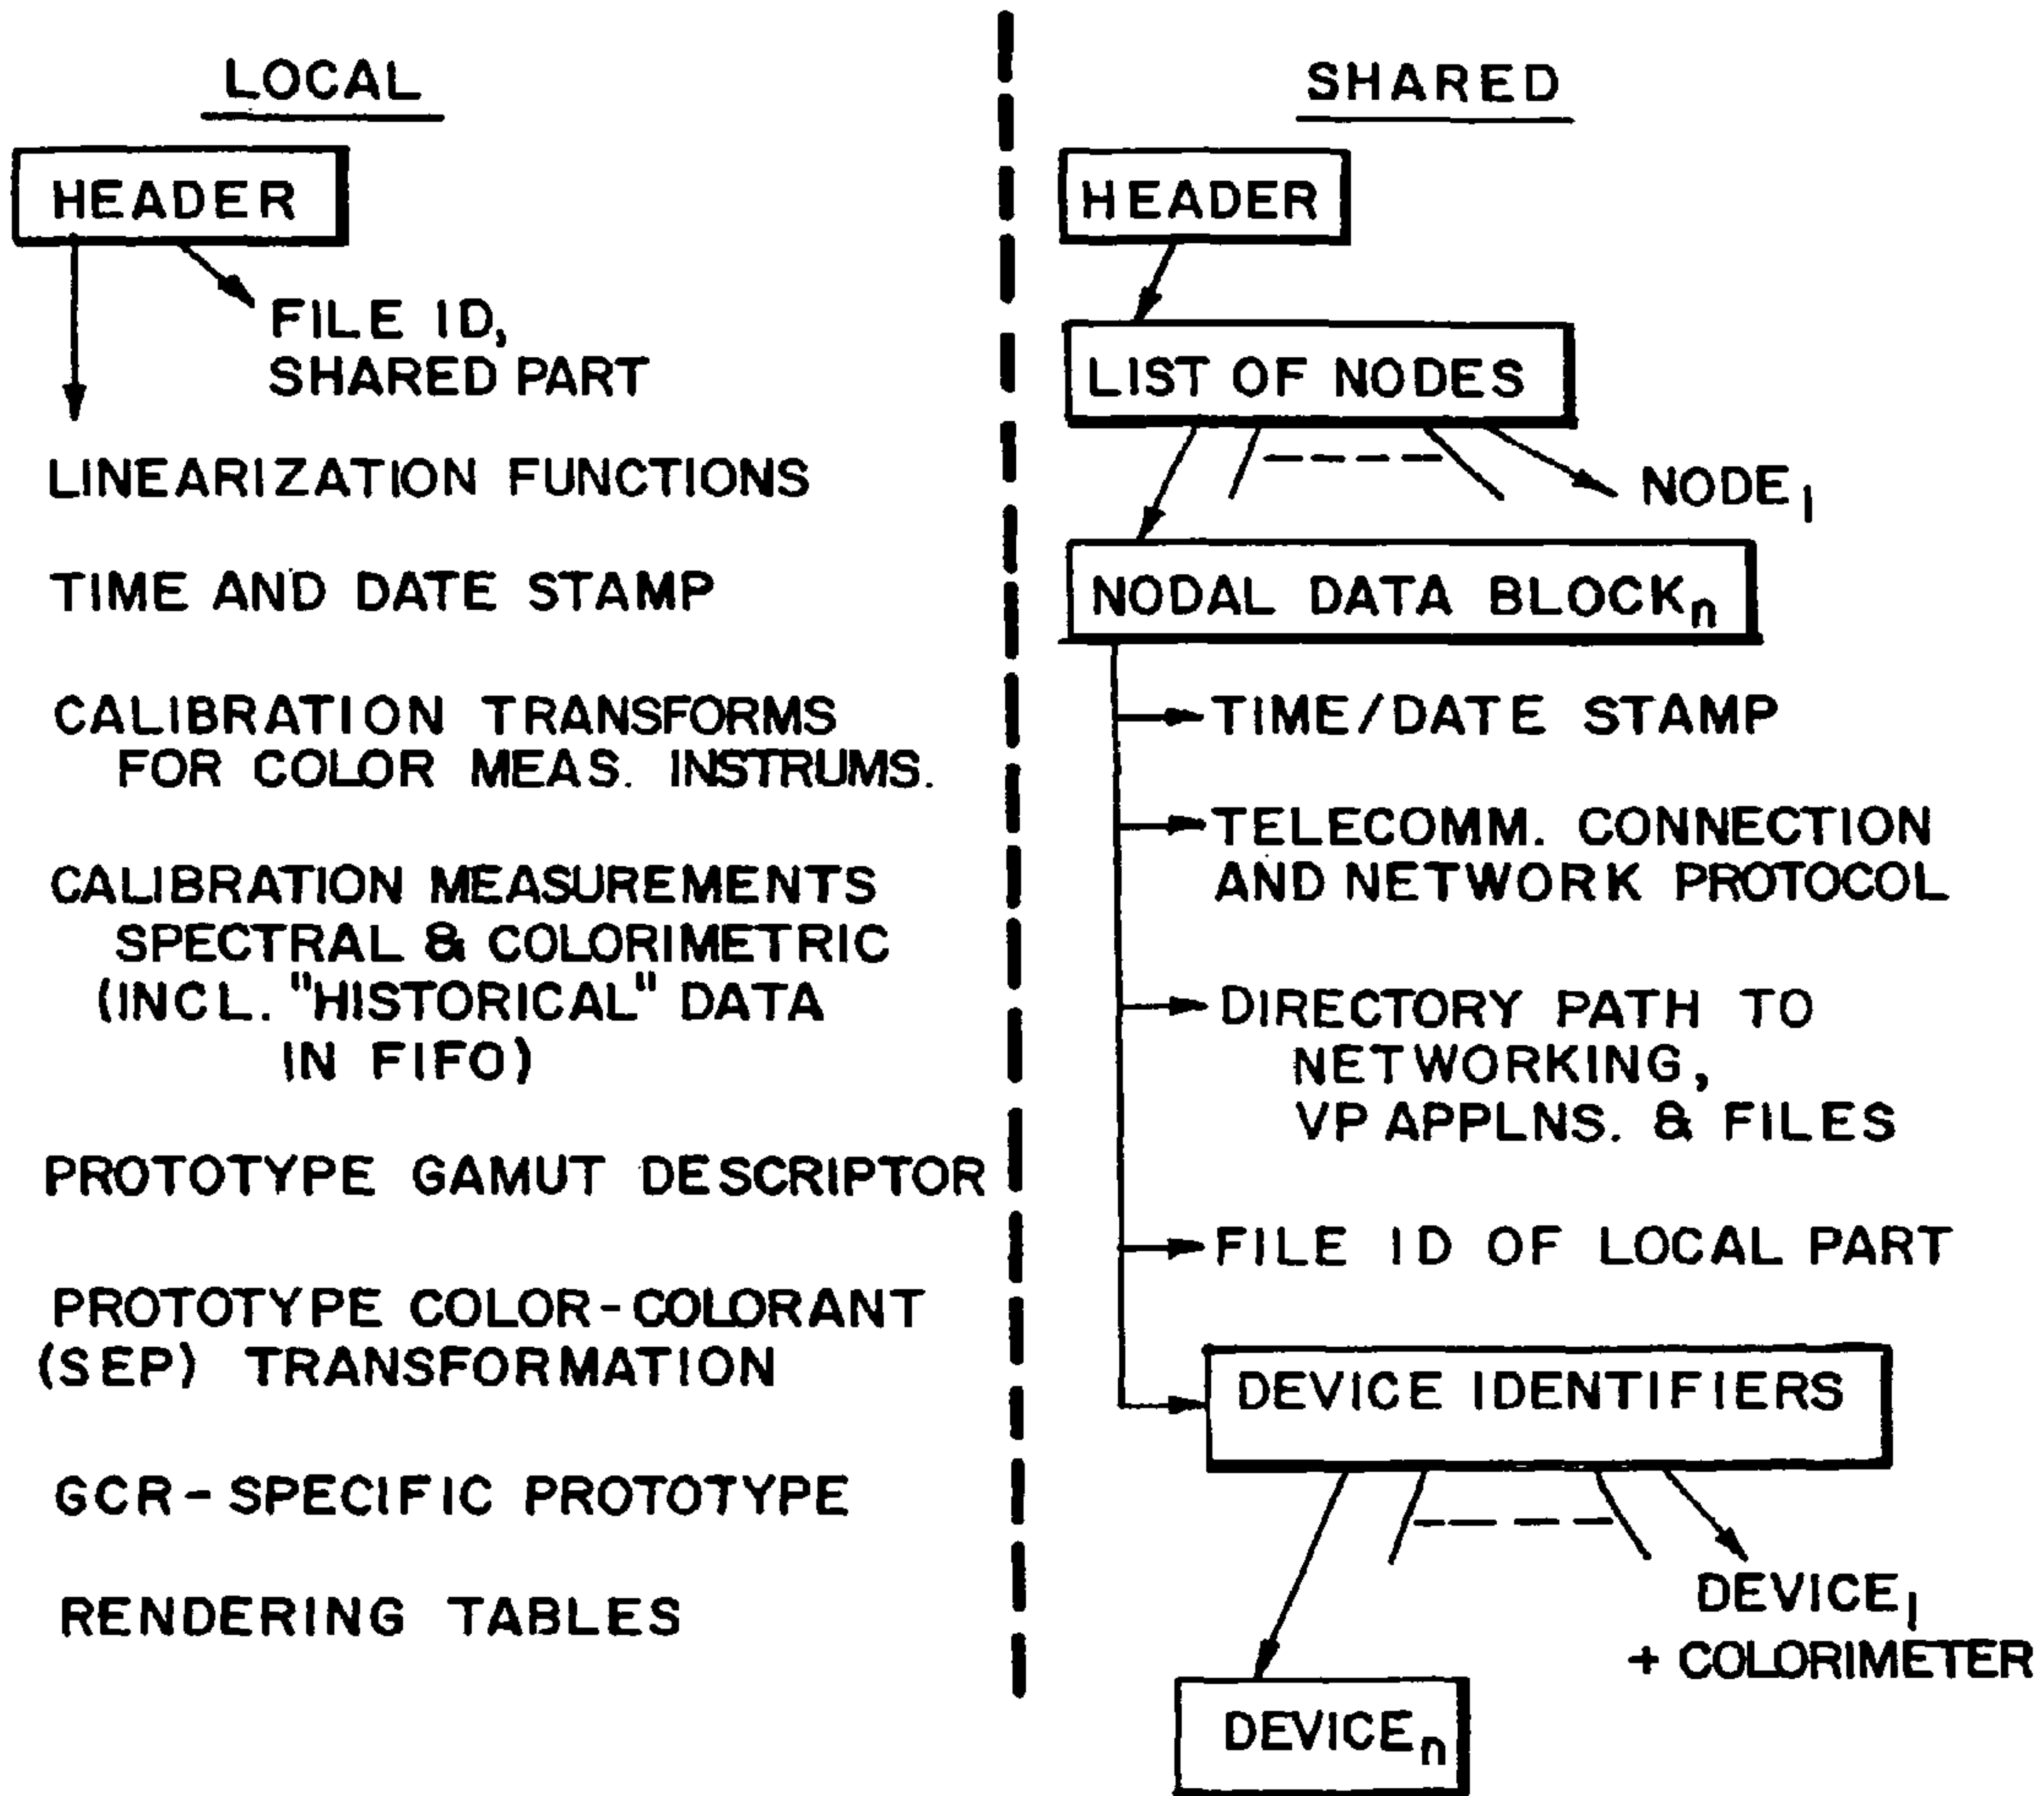 LOCAL
HEADER
FILE ID,
SHARED PART
LINEARIZATION FUNCTIONS
TIME AND DATE STAMP
CALIBRATION TRANSFORMS
FOR COLOR MEAS. INSTRUMS.
CALIBRATION MEASUREMENTS
SPECTRAL & COLORIMETRIC
(INCL. "HISTORICAL" DATA
IN FIFO)
PROTOTYPE GAMUT DESCRIPTOR
PROTOTYPE COLOR-COLORANT
(SEP) TRANSFORMATION
GCR-SPECIFIC PROTOTYPE
RENDERING TABLES
SHARED
HEADER
LIST OF NODES
NODE₁
NODAL DATA BLOCKₙ
TIME/DATE STAMP
TELECOMM. CONNECTION
AND NETWORK PROTOCOL
DIRECTORY PATH TO
NETWORKING,
VP APPLNS. & FILES
FILE ID OF LOCAL PART
DEVICE IDENTIFIERS
DEVICE₁
+ COLORIMETER
DEVICEₙ